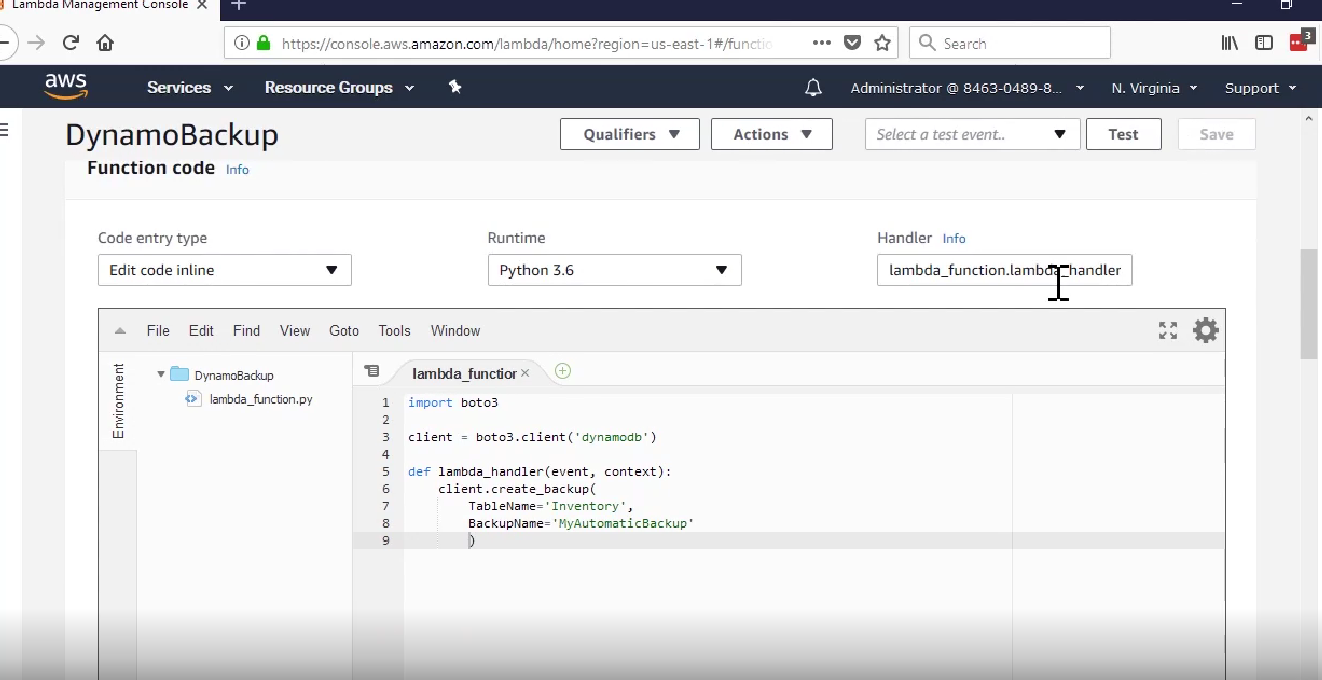 Lambda Management Console
https://console.aws.amazon.com/lambda/home?region=us-east-1#/functio
Search
3
aws Services Resource Groups Administrator @ 8463-0489-8... N. Virginia Support
DynamoBackup Qualifiers Actions Select a test event.. Test Save
Function code Info
Code entry type Runtime Handler Info
Edit code inline Python 3.6 lambda_function.lambda_handler
File Edit Find View Goto Tools Window
Environment
DynamoBackup
lambda_function.py
lambda_function
1 import boto3
2
3 client = boto3.client('dynamodb')
4
5 def lambda_handler(event, context):
6 client.create_backup(
7 TableName='Inventory',
8 BackupName='MyAutomaticBackup'
9 )